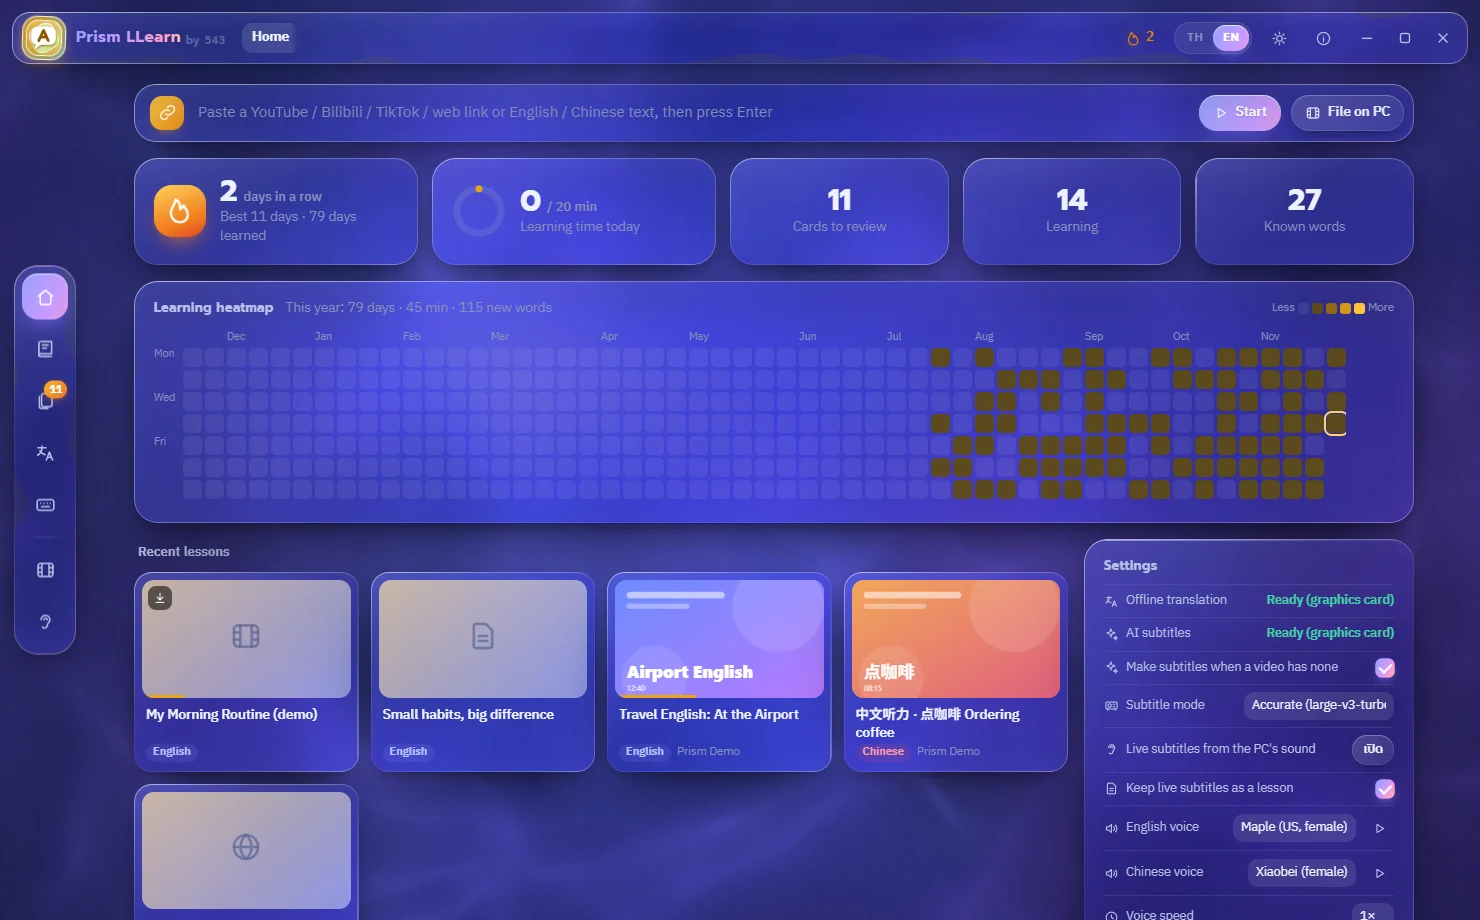 Prism LLearn by 543
Home
2
TH
EN
Paste a YouTube / Bilibili / TikTok / web link or English / Chinese text, then press Enter
Start
File on PC
2 days in a row
Best 11 days · 79 days
learned
0 / 20 min
Learning time today
11
Cards to review
14
Learning
27
Known words
Learning heatmap
This year: 79 days · 45 min · 115 new words
Less
More
Dec
Jan
Feb
Mar
Apr
May
Jun
Jul
Aug
Sep
Oct
Nov
Mon
Wed
Fri
11
Recent lessons
My Morning Routine (demo)
English
Small habits, big difference
English
Airport English
12:40
Travel English: At the Airport
English
Prism Demo
点咖啡
08:15
中文听力 · 点咖啡 Ordering
coffee
Chinese
Prism Demo
Settings
Offline translation
Ready (graphics card)
AI subtitles
Ready (graphics card)
Make subtitles when a video has none
Subtitle mode
Accurate (large-v3-turbo
Live subtitles from the PC's sound
เปิด
Keep live subtitles as a lesson
English voice
Maple (US, female)
Chinese voice
Xiaobei (female)
Voice speed
1×